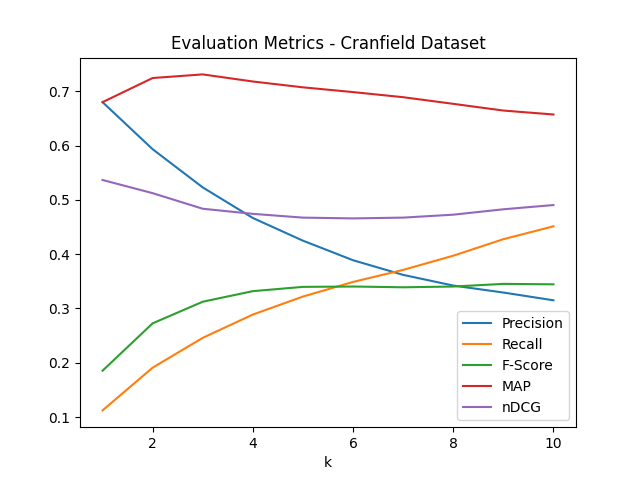 Evaluation Metrics - Cranfield Dataset
0.7
0.6
0.5
0.4
0.3
0.2
0.1
Precision
Recall
F-Score
MAP
nDCG
2 4 6 8 10
k